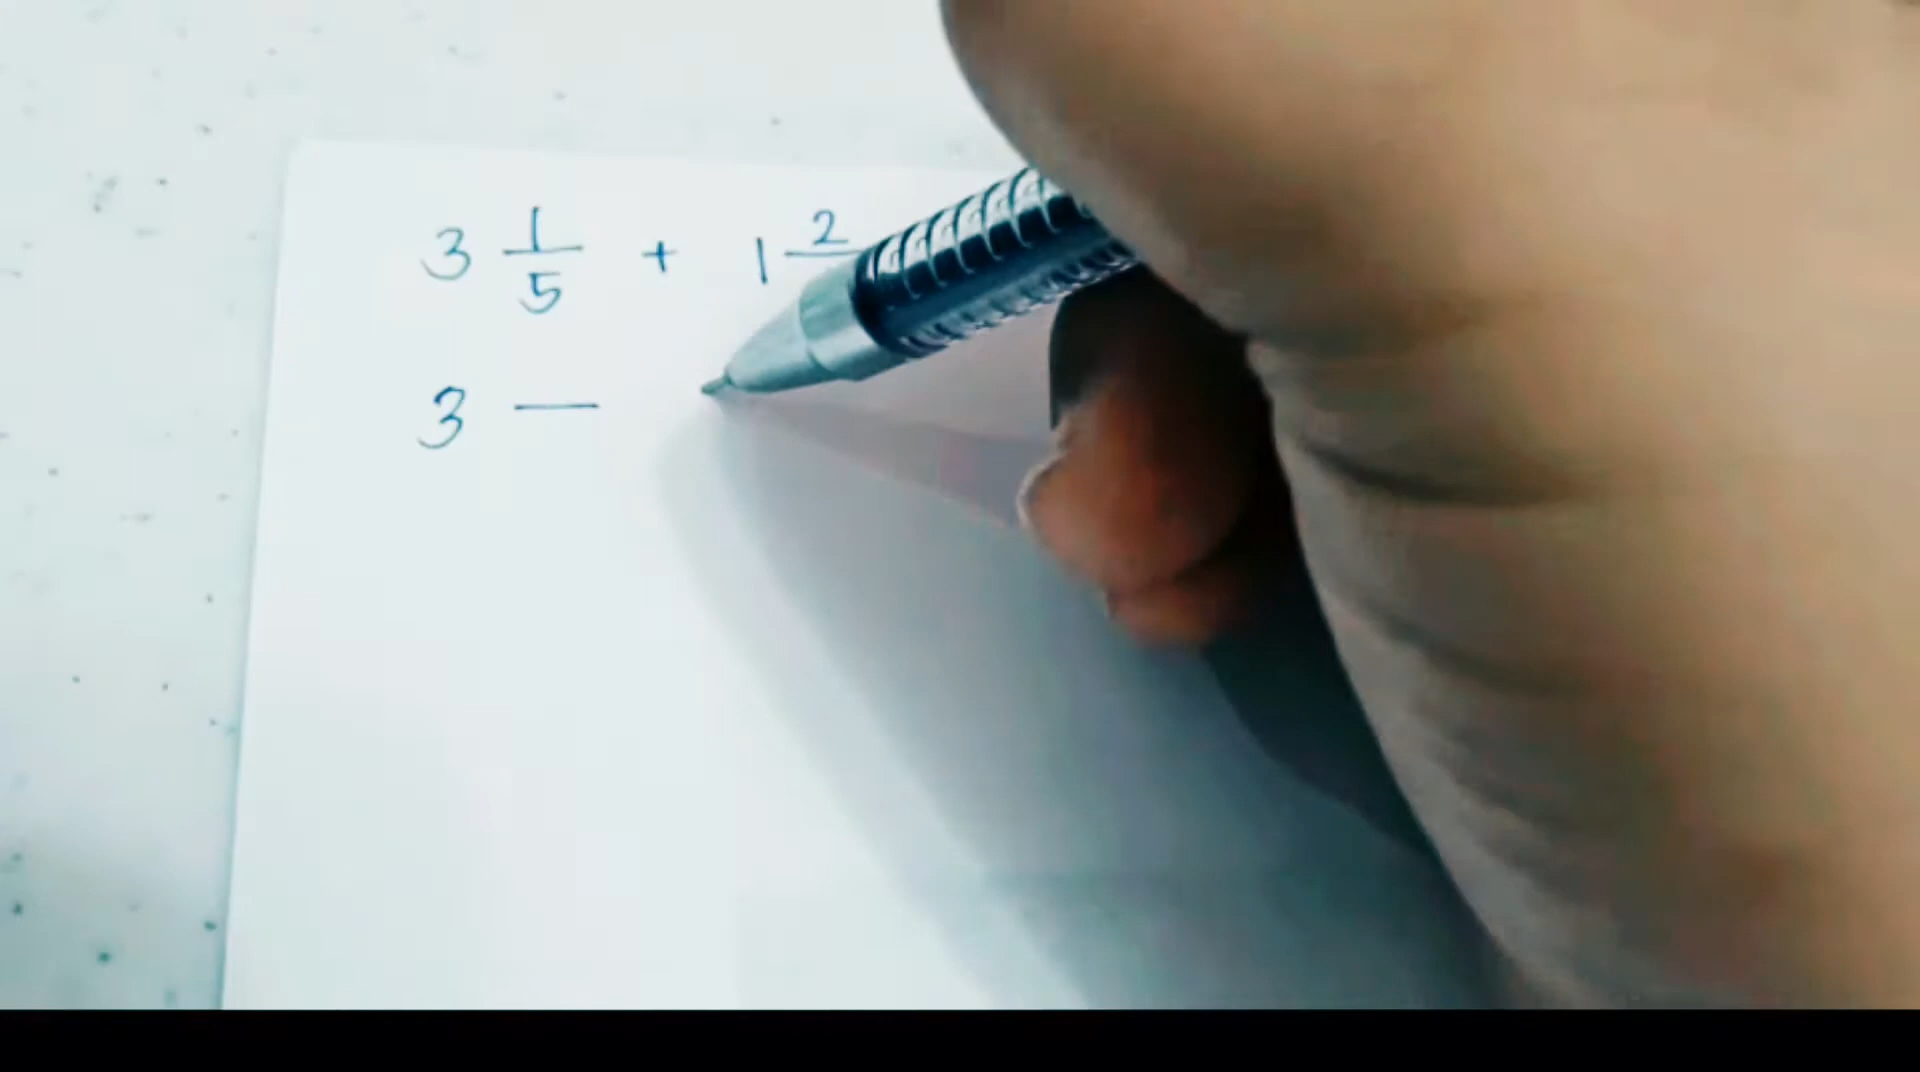 3 1/5 + 1 2/
3 —